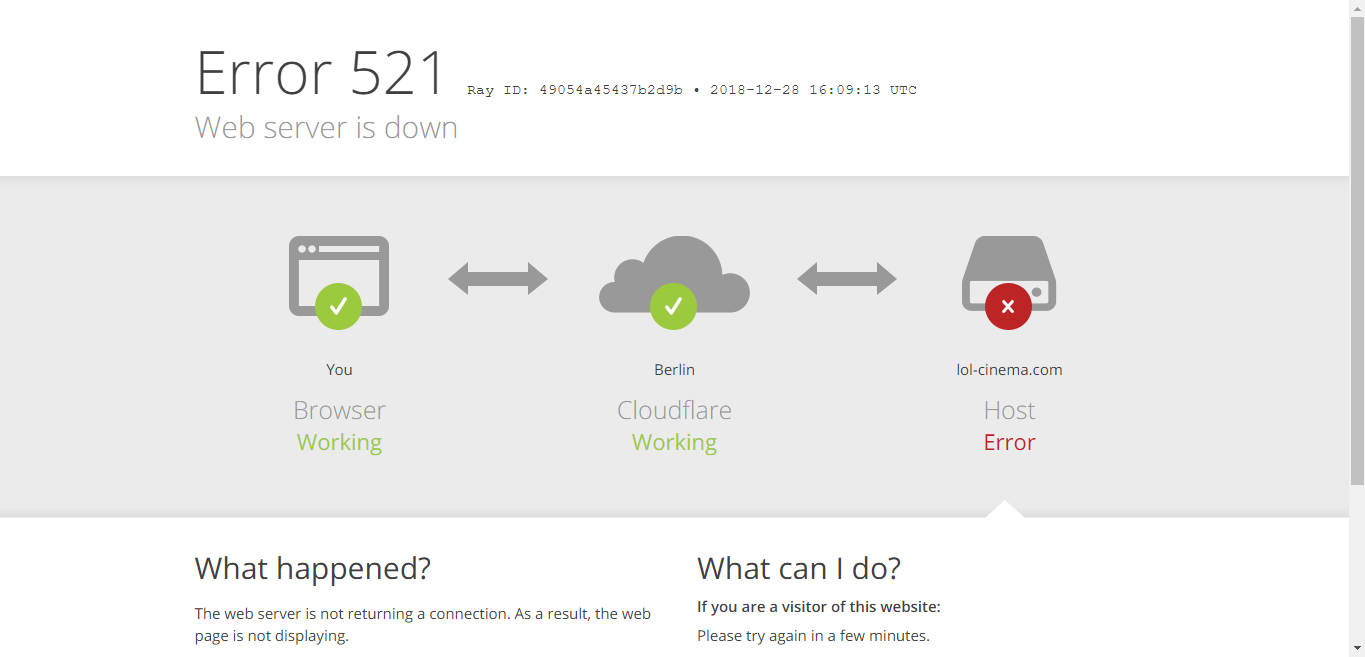 Error 521 Ray ID: 49054a45437b2d9b • 2018-12-28 16:09:13 UTC
Web server is down
You
Browser
Working
Berlin
Cloudflare
Working
lol-cinema.com
Host
Error
What happened?
The web server is not returning a connection. As a result, the web
page is not displaying.
What can I do?
If you are a visitor of this website:
Please try again in a few minutes.